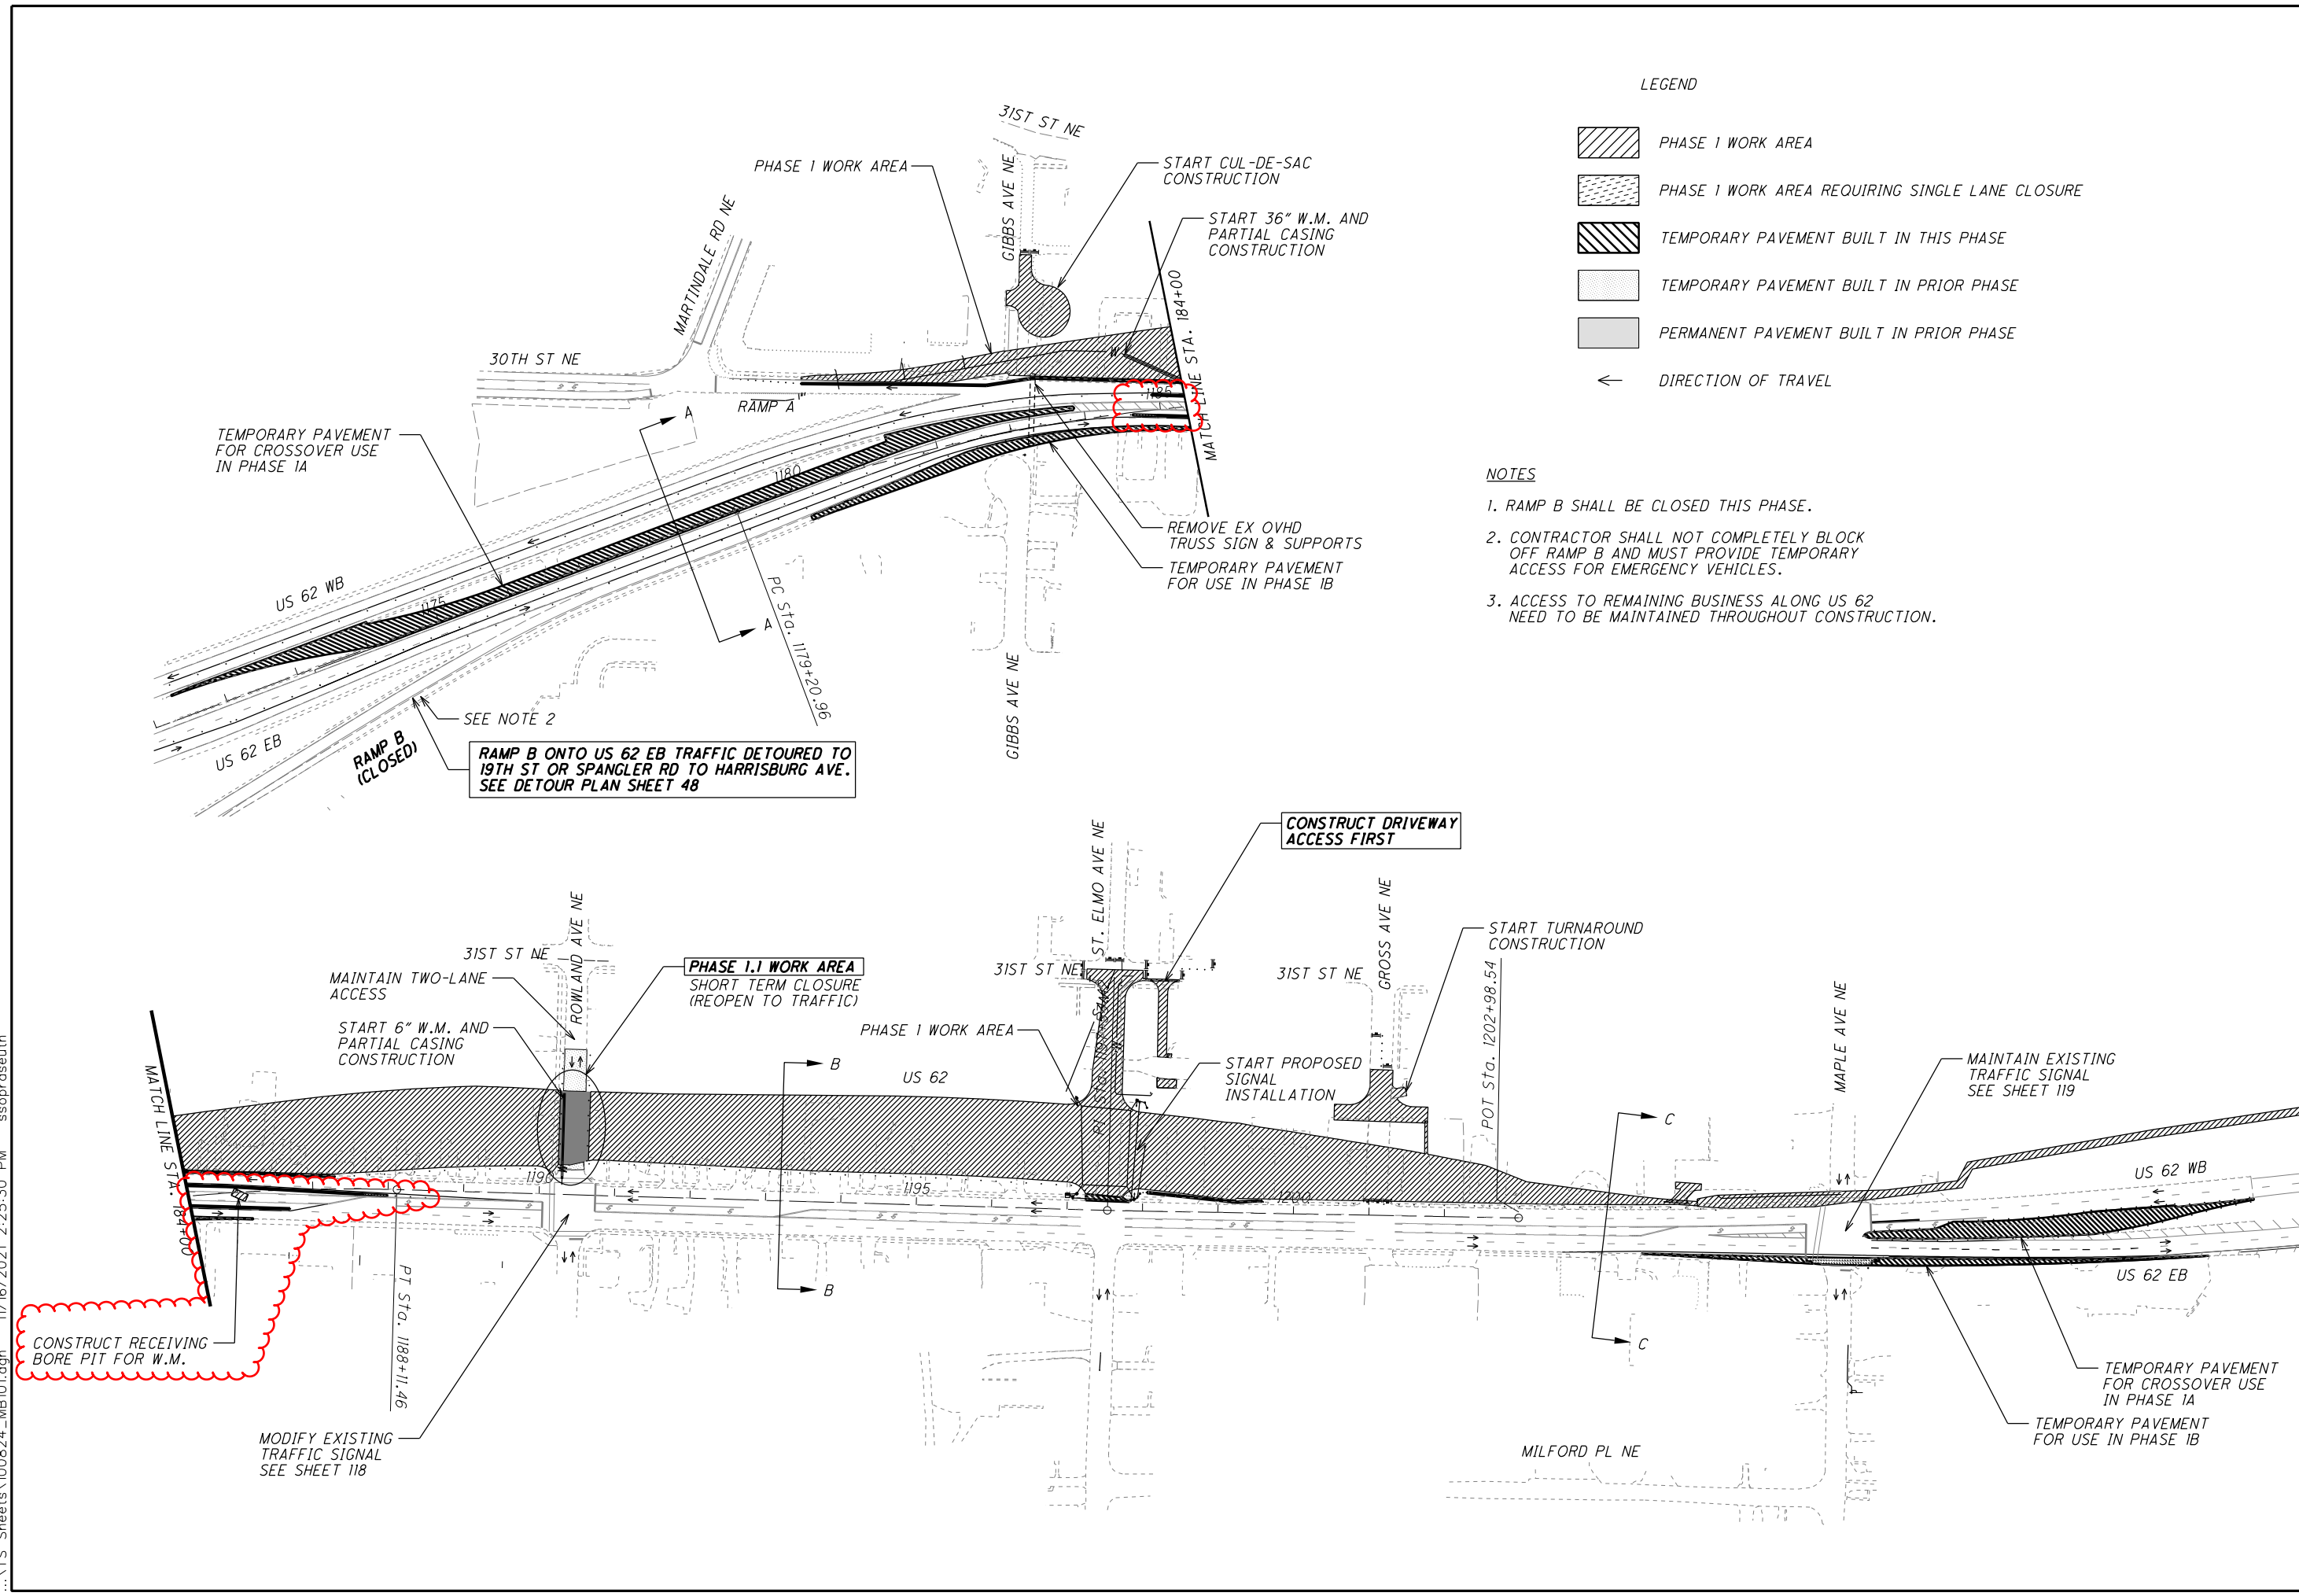 LEGEND
PHASE 1 WORK AREA
PHASE 1 WORK AREA REQUIRING SINGLE LANE CLOSURE
TEMPORARY PAVEMENT BUILT IN THIS PHASE
TEMPORARY PAVEMENT BUILT IN PRIOR PHASE
PERMANENT PAVEMENT BUILT IN PRIOR PHASE
DIRECTION OF TRAVEL
NOTES
1. RAMP B SHALL BE CLOSED THIS PHASE.
2. CONTRACTOR SHALL NOT COMPLETELY BLOCK
OFF RAMP B AND MUST PROVIDE TEMPORARY
ACCESS FOR EMERGENCY VEHICLES.
3. ACCESS TO REMAINING BUSINESS ALONG US 62
NEED TO BE MAINTAINED THROUGHOUT CONSTRUCTION.
31ST ST NE
PHASE 1 WORK AREA
GIBBS AVE NE
START CUL-DE-SAC
CONSTRUCTION
START 36" W.M. AND
PARTIAL CASING
CONSTRUCTION
MARTINDALE RD NE
30TH ST NE
RAMP A
W
1185
MATCH LINE STA. 184+00
TEMPORARY PAVEMENT
FOR CROSSOVER USE
IN PHASE 1A
A
1180
1175
US 62 WB
A
PC Sta. 1179+20.96
REMOVE EX OVHD
TRUSS SIGN & SUPPORTS
TEMPORARY PAVEMENT
FOR USE IN PHASE 1B
GIBBS AVE NE
SEE NOTE 2
US 62 EB
RAMP B
(CLOSED)
RAMP B ONTO US 62 EB TRAFFIC DETOURED TO
19TH ST OR SPANGLER RD TO HARRISBURG AVE.
SEE DETOUR PLAN SHEET 48
CONSTRUCT DRIVEWAY
ACCESS FIRST
ROWLAND AVE NE
31ST ST NE
MAINTAIN TWO-LANE
ACCESS
START 6" W.M. AND
PARTIAL CASING
CONSTRUCTION
PHASE 1.1 WORK AREA
SHORT TERM CLOSURE
(REOPEN TO TRAFFIC)
ST. ELMO AVE NE
31ST ST NE
PHASE 1 WORK AREA
START PROPOSED
SIGNAL
INSTALLATION
GROSS AVE NE
31ST ST NE
START TURNAROUND
CONSTRUCTION
POT Sta. 1202+98.54
MAPLE AVE NE
MAINTAIN EXISTING
TRAFFIC SIGNAL
SEE SHEET 119
B
US 62
B
C
C
MATCH LINE STA. 184+00
1190
1195
1200
US 62 WB
US 62 EB
PT Sta. 1188+11.46
CONSTRUCT RECEIVING
BORE PIT FOR W.M.
MODIFY EXISTING
TRAFFIC SIGNAL
SEE SHEET 118
TEMPORARY PAVEMENT
FOR CROSSOVER USE
IN PHASE 1A
TEMPORARY PAVEMENT
FOR USE IN PHASE 1B
MILFORD PL NE
...\TS Sheets\100824_MB101.dgn 11/16/2021 2:25:30 PM ssopraseuth